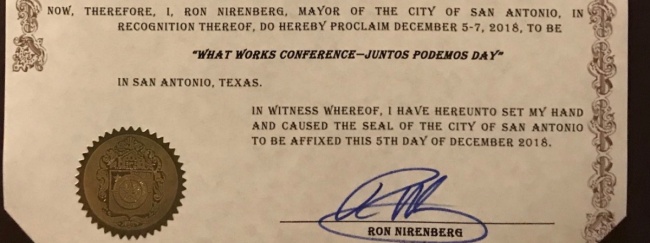 NOW, THEREFORE, I, RON NIRENBERG, MAYOR OF THE CITY OF SAN ANTONIO, IN
RECOGNITION THEREOF, DO HEREBY PROCLAIM DECEMBER 5-7, 2018, TO BE
"WHAT WORKS CONFERENCE—JUNTOS PODEMOS DAY"
IN SAN ANTONIO, TEXAS.
IN WITNESS WHEREOF, I HAVE HEREUNTO SET MY HAND
AND CAUSED THE SEAL OF THE CITY OF SAN ANTONIO
TO BE AFFIXED THIS 5TH DAY OF DECEMBER 2018.
RON NIRENBERG